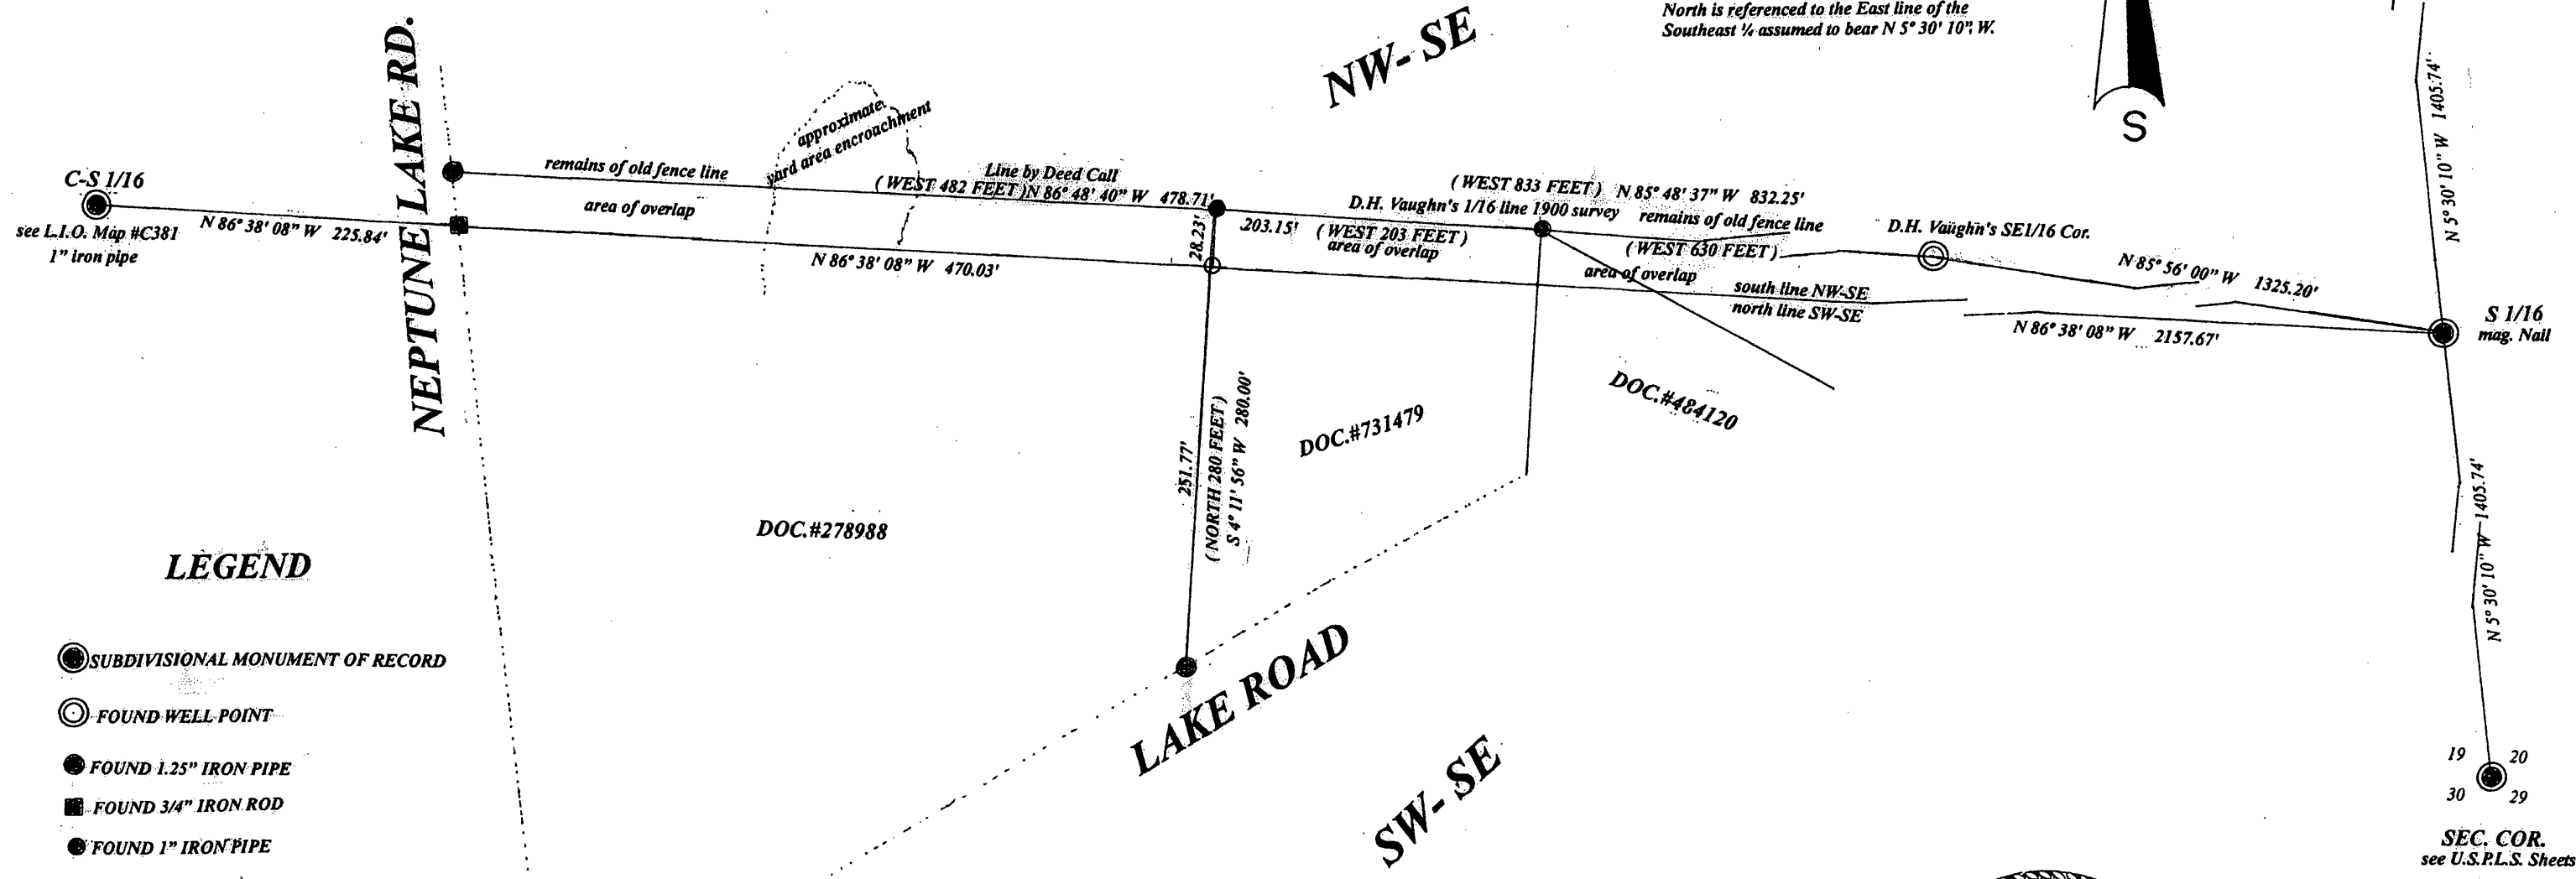 North is referenced to the East line of the
Southeast ¼ assumed to bear N 5° 30' 10" W.
S
NW- SE
NEPTUNE LAKE RD.
C-S 1/16
see L.I.O. Map #C381
1" iron pipe
N 86° 38' 08" W 225.84'
remains of old fence line
area of overlap
approximate
yard area encroachment
Line by Deed Call
( WEST 482 FEET ) N 86° 48' 40" W 478.71'
N 86° 38' 08" W 470.03'
28.23'
203.15'
( WEST 203 FEET )
area of overlap
( WEST 833 FEET ) N 85° 48' 37" W 832.25'
D.H. Vaughn's 1/16 line 1900 survey
remains of old fence line
( WEST 630 FEET )
area of overlap
D.H. Vaughn's SE1/16 Cor.
south line NW-SE
north line SW-SE
N 85° 56' 00" W 1325.20'
N 86° 38' 08" W 2157.67'
S 1/16
mag. Nail
N 5° 30' 10" W 1405.74'
N 5° 30' 10" W 1405.74'
251.77'
( NORTH 280 FEET )
S 4° 11' 56" W 280.00'
DOC.#731479
DOC.#484120
DOC.#278988
LAKE ROAD
SW- SE
LEGEND
SUBDIVISIONAL MONUMENT OF RECORD
FOUND WELL POINT
FOUND 1.25" IRON PIPE
FOUND 3/4" IRON ROD
FOUND 1" IRON PIPE
19 20
30 29
SEC. COR.
see U.S.P.L.S. Sheets